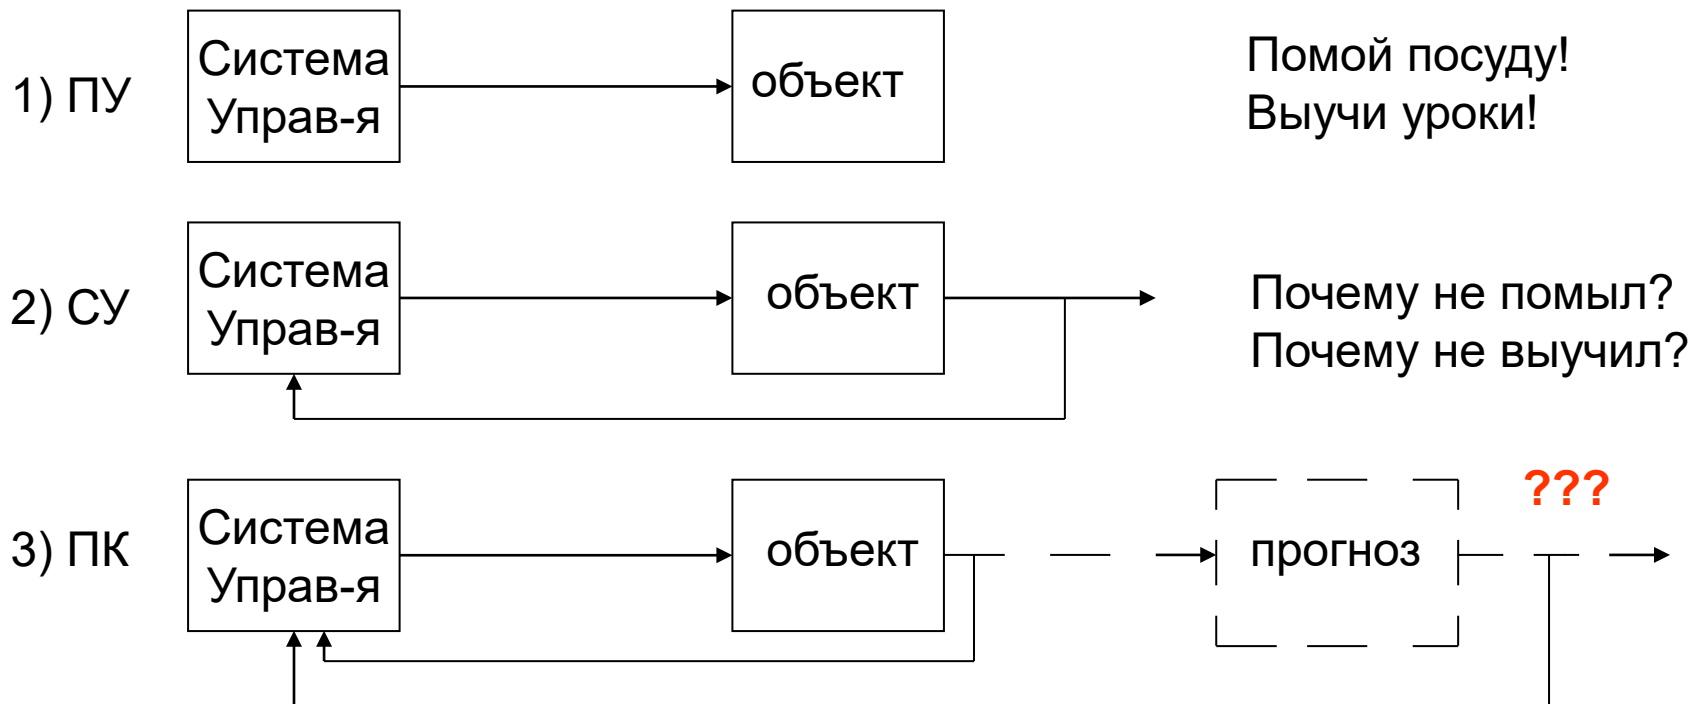 1) ПУ
Система
Управ-я
объект
Помой посуду!
Выучи уроки!
2) СУ
Система
Управ-я
объект
Почему не помыл?
Почему не выучил?
3) ПК
Система
Управ-я
объект
прогноз
???